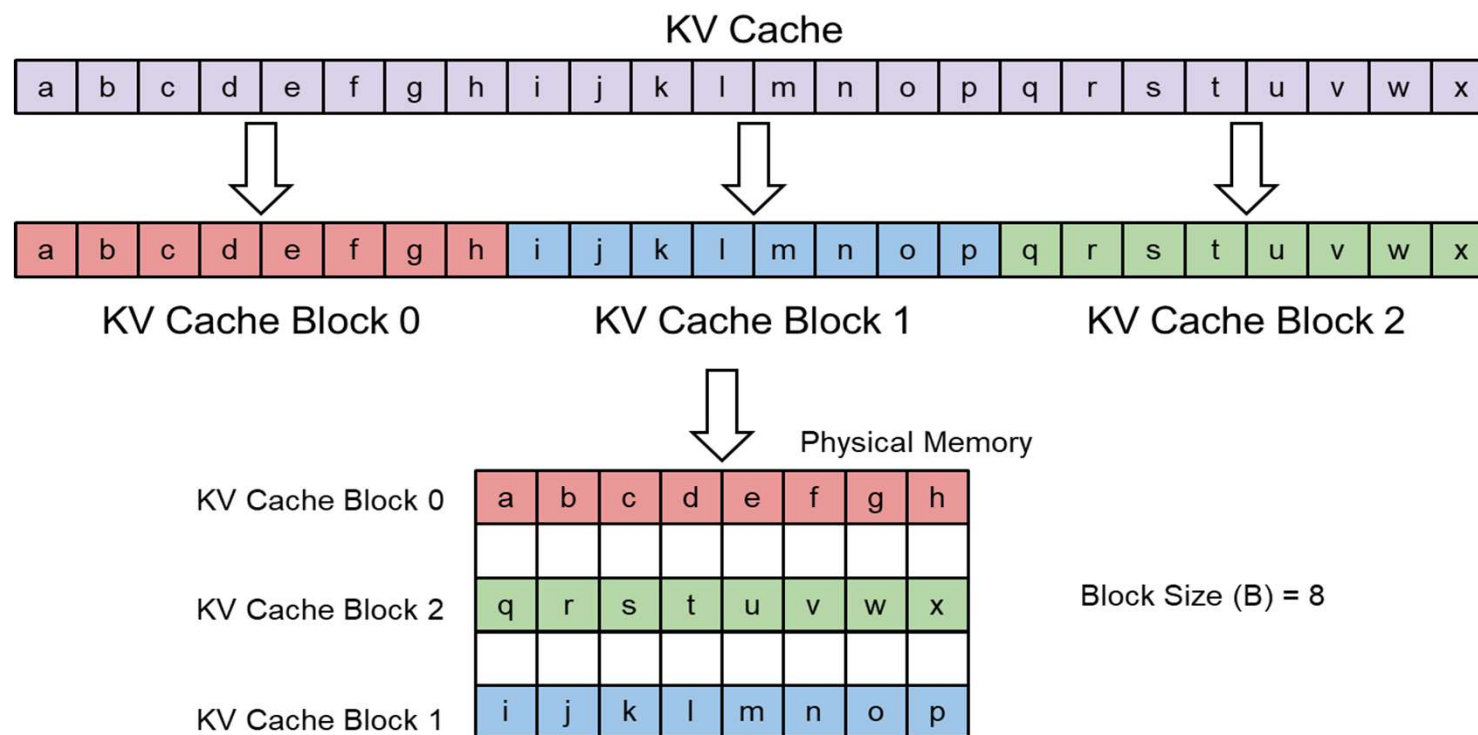 KV Cache
a b c d e f g h i j k l m n o p q r s t u v w x
a b c d e f g h i j k l m n o p q r s t u v w x
KV Cache Block 0 KV Cache Block 1 KV Cache Block 2
Physical Memory
KV Cache Block 0 a b c d e f g h
KV Cache Block 2 q r s t u v w x Block Size (B) = 8
KV Cache Block 1 i j k l m n o p